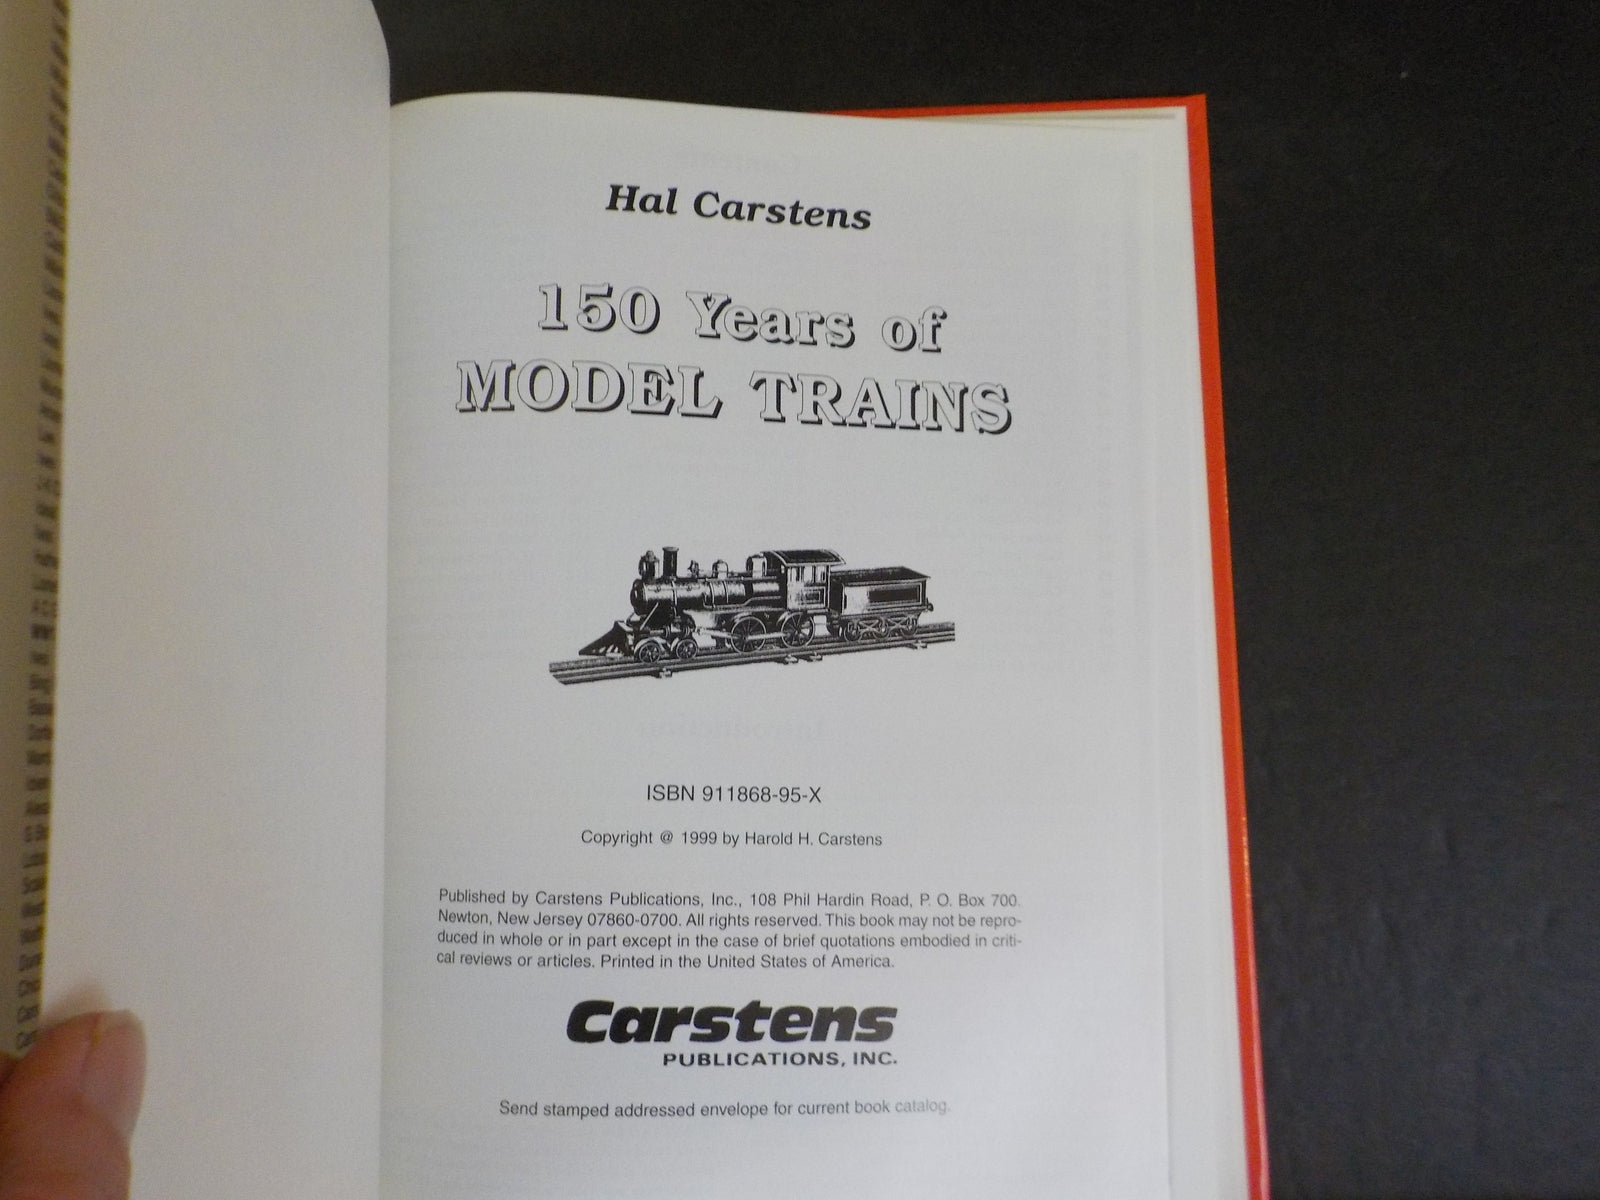 Hal Carstens
150 Years of
MODEL TRAINS
ISBN 911868-95-X
Copyright @ 1999 by Harold H. Carstens
Published by Carstens Publications, Inc., 108 Phil Hardin Road, P. O. Box 700.
Newton, New Jersey 07860-0700. All rights reserved. This book may not be repro-
duced in whole or in part except in the case of brief quotations embodied in criti-
cal reviews or articles. Printed in the United States of America.
Carstens
PUBLICATIONS, INC.
Send stamped addressed envelope for current book catalog.